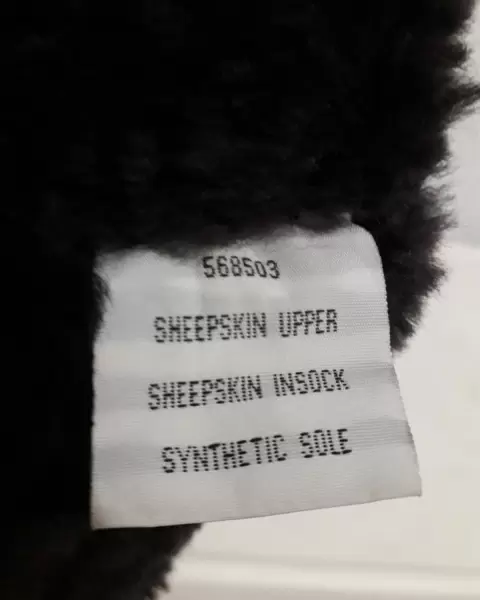 568503
SHEEPSKIN UPPER
SHEEPSKIN INSOCK
SYNTHETIC SOLE